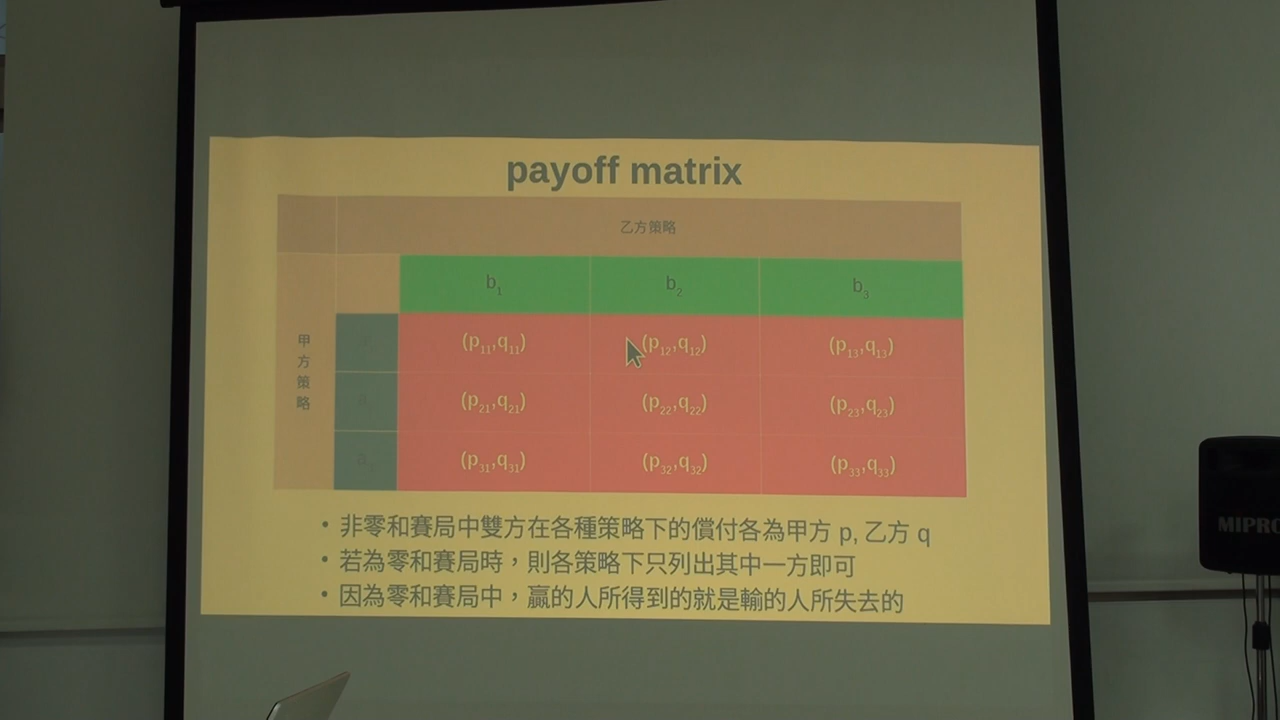 payoff matrix
乙方策略
b1 b2 b3
甲方策略
(p11,q11) (p12,q12) (p13,q13)
(p21,q21) (p22,q22) (p23,q23)
(p31,q31) (p32,q32) (p33,q33)
• 非零和賽局中雙方在各種策略下的償付各為甲方 p, 乙方 q
• 若為零和賽局時，則各策略下只列出其中一方即可
• 因為零和賽局中，贏的人所得到的就是輸的人所失去的